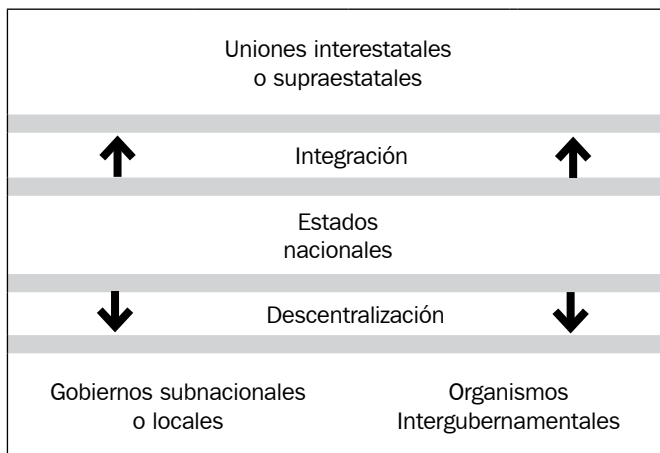 Uniones interestatales
o supraestatales
Integración
Estados
nacionales
Descentralización
Gobiernos subnacionales
o locales
Organismos
Intergubernamentales